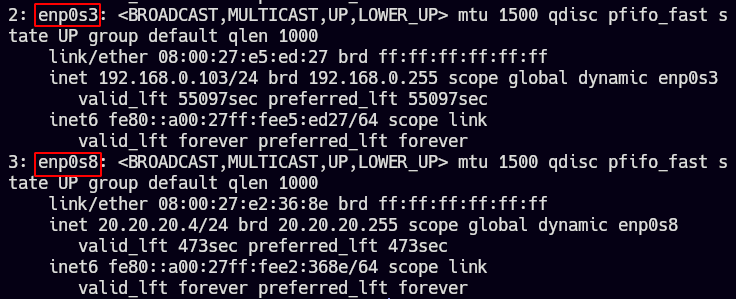 2: enp0s3: <BROADCAST,MULTICAST,UP,LOWER_UP> mtu 1500 qdisc pfifo_fast s
tate UP group default qlen 1000
    link/ether 08:00:27:e5:ed:27 brd ff:ff:ff:ff:ff:ff
    inet 192.168.0.103/24 brd 192.168.0.255 scope global dynamic enp0s3
       valid_lft 55097sec preferred_lft 55097sec
    inet6 fe80::a00:27ff:fee5:ed27/64 scope link
       valid_lft forever preferred_lft forever
3: enp0s8: <BROADCAST,MULTICAST,UP,LOWER_UP> mtu 1500 qdisc pfifo_fast s
tate UP group default qlen 1000
    link/ether 08:00:27:e2:36:8e brd ff:ff:ff:ff:ff:ff
    inet 20.20.20.4/24 brd 20.20.20.255 scope global dynamic enp0s8
       valid_lft 473sec preferred_lft 473sec
    inet6 fe80::a00:27ff:fee2:368e/64 scope link
       valid_lft forever preferred_lft forever